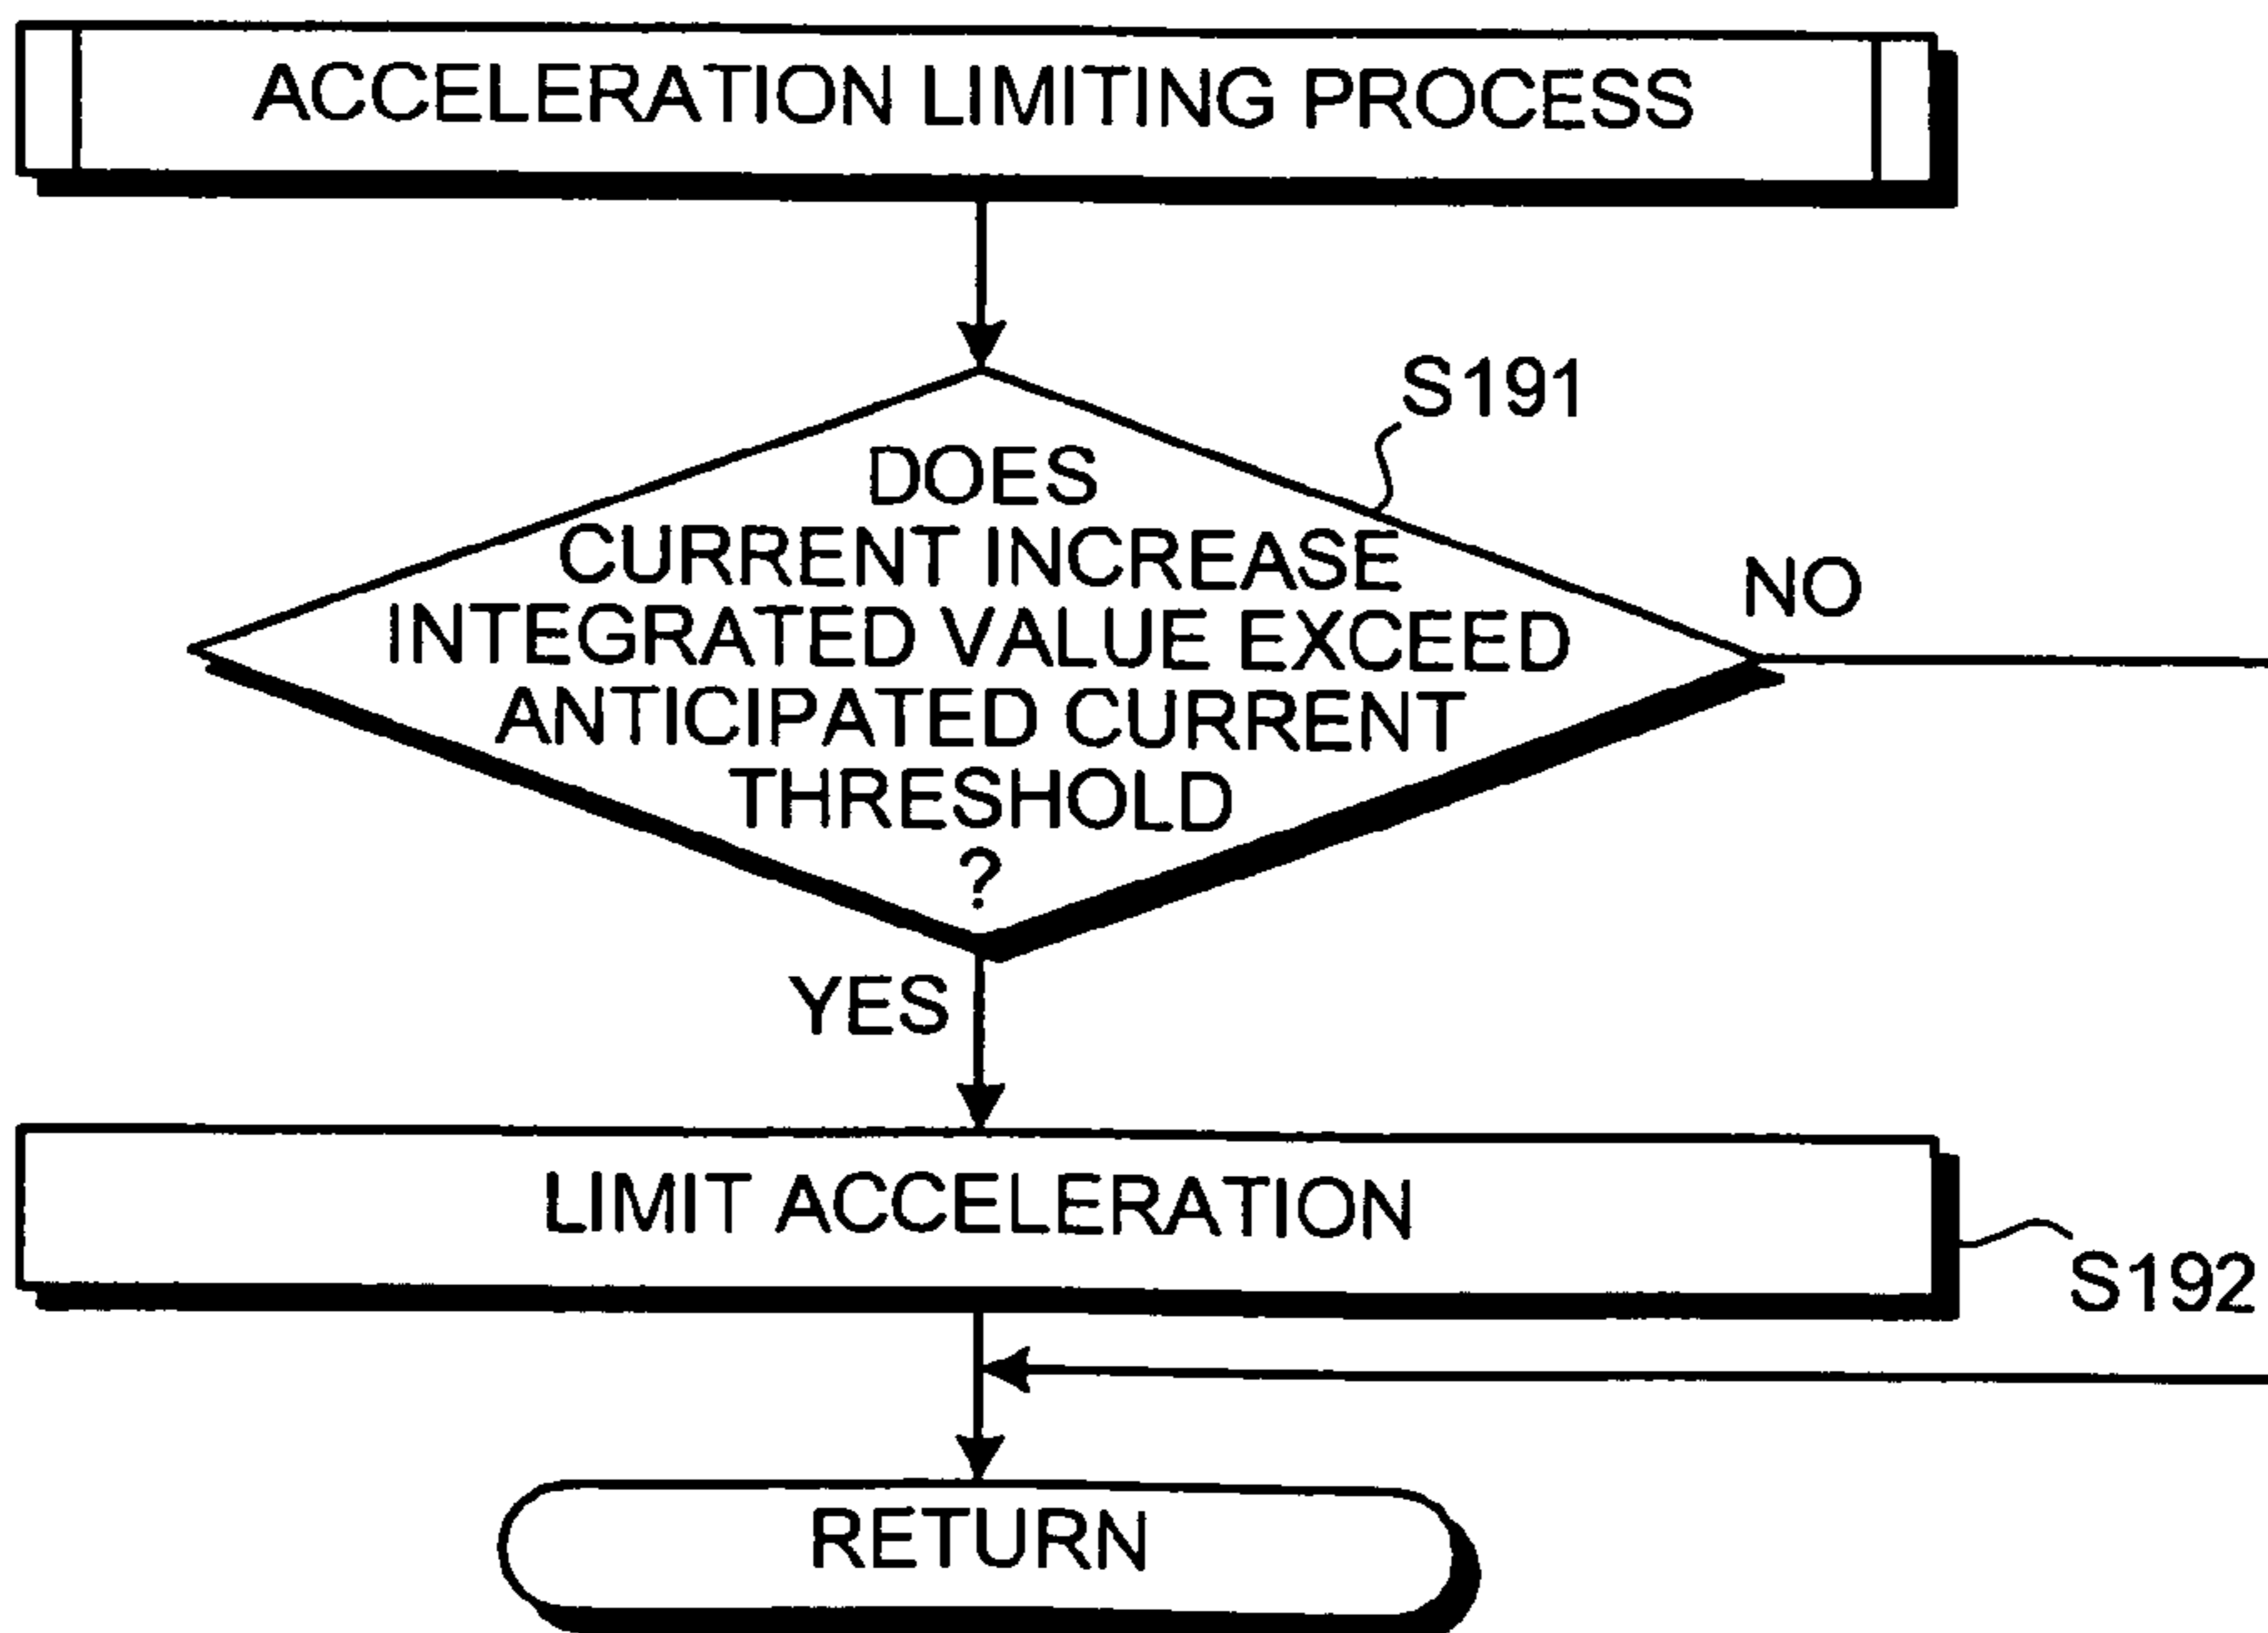 ACCELERATION LIMITING PROCESS
S191
DOES
CURRENT INCREASE
INTEGRATED VALUE EXCEED
ANTICIPATED CURRENT
THRESHOLD
?
NO
YES
LIMIT ACCELERATION
S192
RETURN